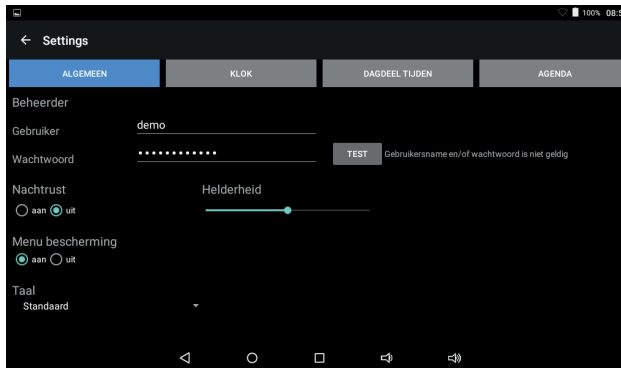 100% 08:5
Settings
ALGEMEEN KLOK DAGDEEL TIJDEN AGENDA
Beheerder
Gebruiker demo
Wachtwoord •••••••••••• TEST Gebruikersname en/of wachtwoord is niet geldig
Nachtrust Helderheid
aan uit
Menu bescherming
aan uit
Taal
Standaard